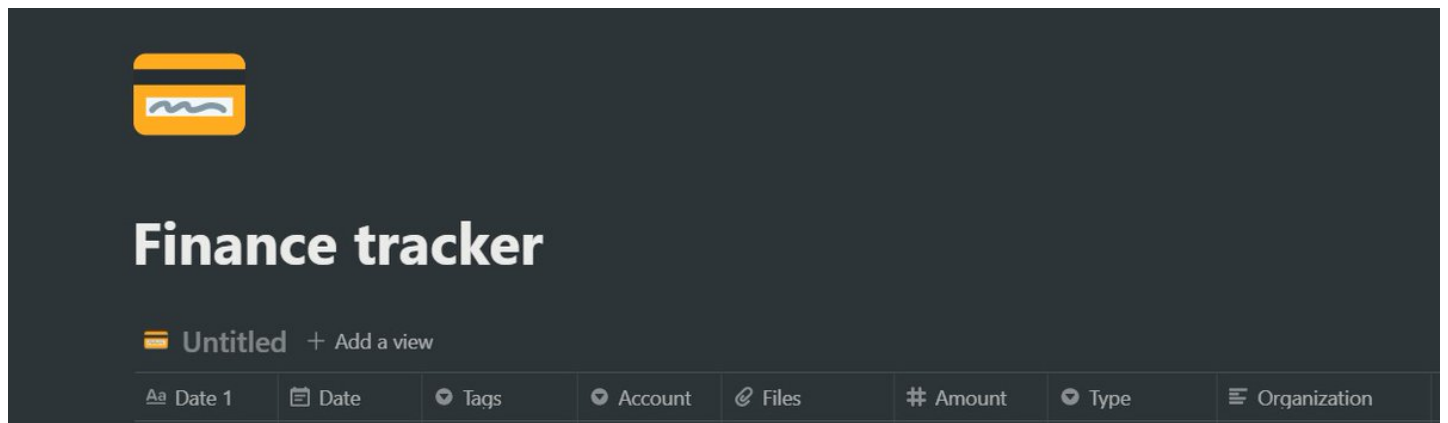 Finance tracker
Untitled + Add a view
Aa Date 1 Date Tags Account Files # Amount Type Organization